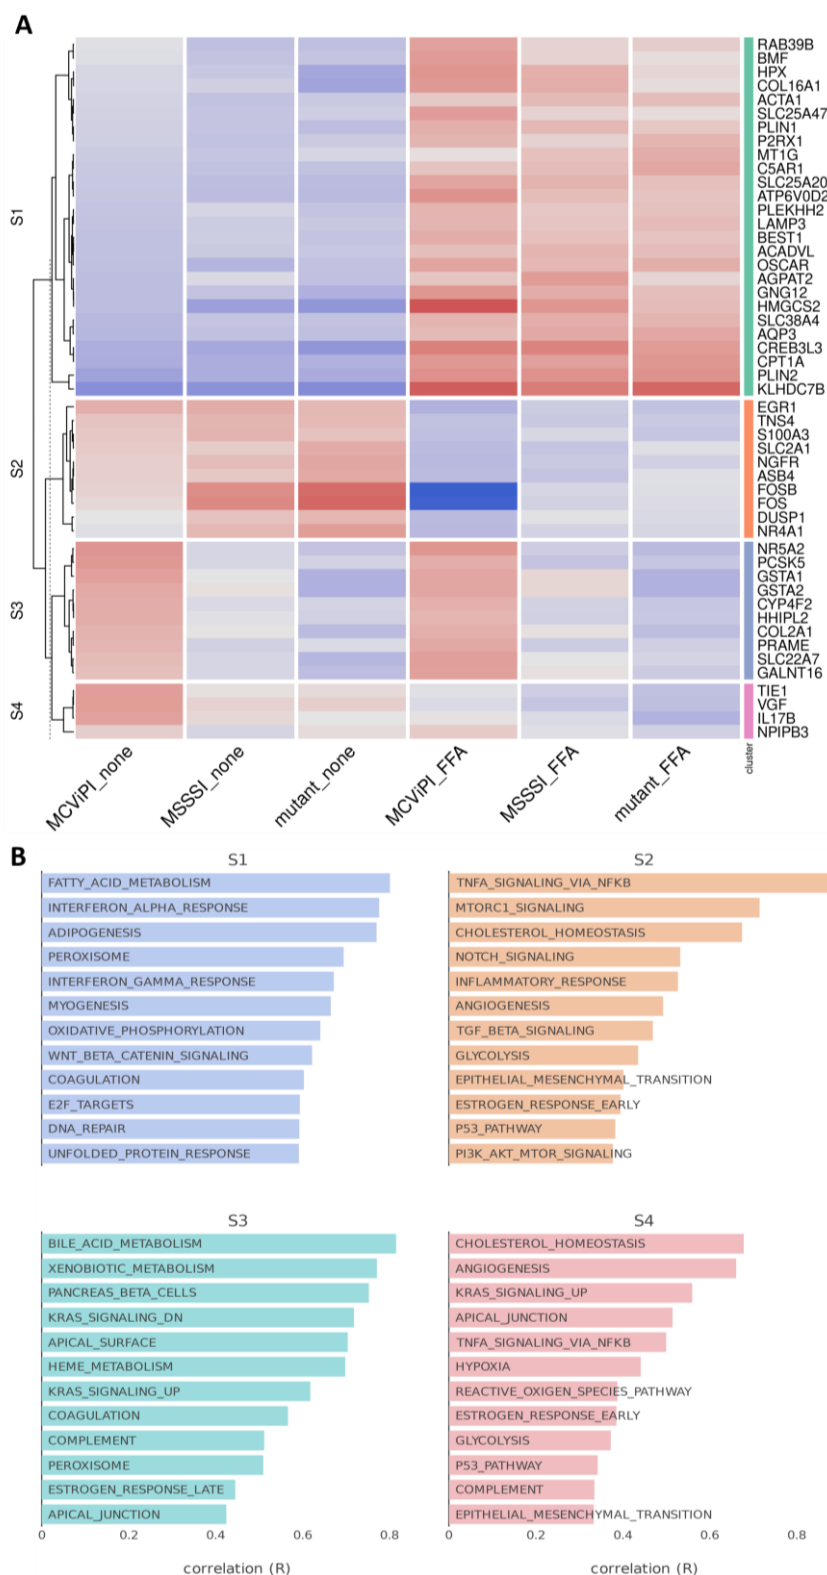 A
S1
RAB39B
BMF
HPX
COL16A1
ACTA1
SLC25A47
PLIN1
P2RX1
MT1G
C5AR1
SLC25A20
ATP6V0D2
PLEKHH2
LAMP3
BEST1
ACADVL
OSCAR
AGPAT2
GNG12
HMGCS2
SLC38A4
AQP3
CREB3L3
CPT1A
PLIN2
KLHDC7B
S2
EGR1
TNS4
S100A3
SLC2A1
NGFR
ASB4
FOSB
FOS
DUSP1
NR4A1
S3
NR5A2
PCSK5
GSTA1
GSTA2
CYP4F2
HHIPL2
COL2A1
PRAME
SLC22A7
GALNT16
S4
TIE1
VGF
IL17B
NPIPB3
MCViPI_none
MSSSI_none
mutant_none
MCViPI_FFA
MSSSI_FFA
mutant_FFA
cluster
B
S1
FATTY_ACID_METABOLISM
INTERFERON_ALPHA_RESPONSE
ADIPOGENESIS
PEROXISOME
INTERFERON_GAMMA_RESPONSE
MYOGENESIS
OXIDATIVE_PHOSPHORYLATION
WNT_BETA_CATENIN_SIGNALING
COAGULATION
E2F_TARGETS
DNA_REPAIR
UNFOLDED_PROTEIN_RESPONSE
S2
TNFA_SIGNALING_VIA_NFKB
MTORC1_SIGNALING
CHOLESTEROL_HOMEOSTASIS
NOTCH_SIGNALING
INFLAMMATORY_RESPONSE
ANGIOGENESIS
TGF_BETA_SIGNALING
GLYCOLYSIS
EPITHELIAL_MESENCHYMAL_TRANSITION
ESTROGEN_RESPONSE_EARLY
P53_PATHWAY
PI3K_AKT_MTOR_SIGNALING
S3
BILE_ACID_METABOLISM
XENOBIOTIC_METABOLISM
PANCREAS_BETA_CELLS
KRAS_SIGNALING_DN
APICAL_SURFACE
HEME_METABOLISM
KRAS_SIGNALING_UP
COAGULATION
COMPLEMENT
PEROXISOME
ESTROGEN_RESPONSE_LATE
APICAL_JUNCTION
0 0.2 0.4 0.6 0.8
correlation (R)
S4
CHOLESTEROL_HOMEOSTASIS
ANGIOGENESIS
KRAS_SIGNALING_UP
APICAL_JUNCTION
TNFA_SIGNALING_VIA_NFKB
HYPOXIA
REACTIVE_OXIGEN_SPECIES_PATHWAY
ESTROGEN_RESPONSE_EARLY
GLYCOLYSIS
P53_PATHWAY
COMPLEMENT
EPITHELIAL_MESENCHYMAL_TRANSITION
0 0.2 0.4 0.6 0.8
correlation (R)